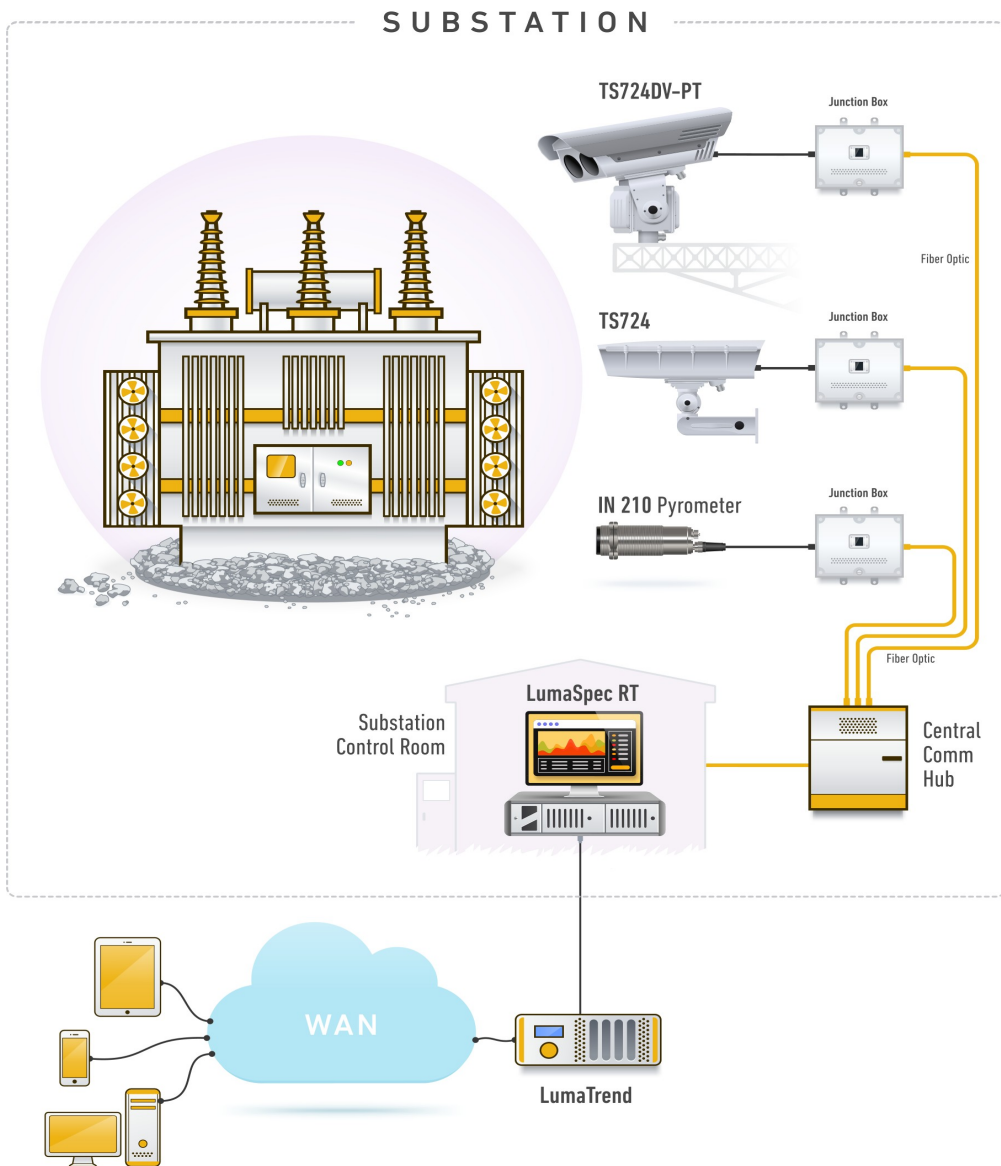 SUBSTATION
TS724DV-PT
Junction Box
Fiber Optic
TS724
Junction Box
IN 210 Pyrometer
Junction Box
Fiber Optic
LumaSpec RT
Substation
Control Room
Central
Comm
Hub
WAN
LumaTrend